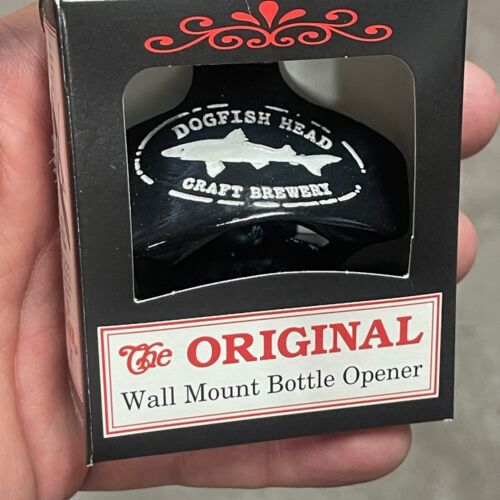 DOGFISH HEAD
CRAFT BREWERY
The ORIGINAL
Wall Mount Bottle Opener